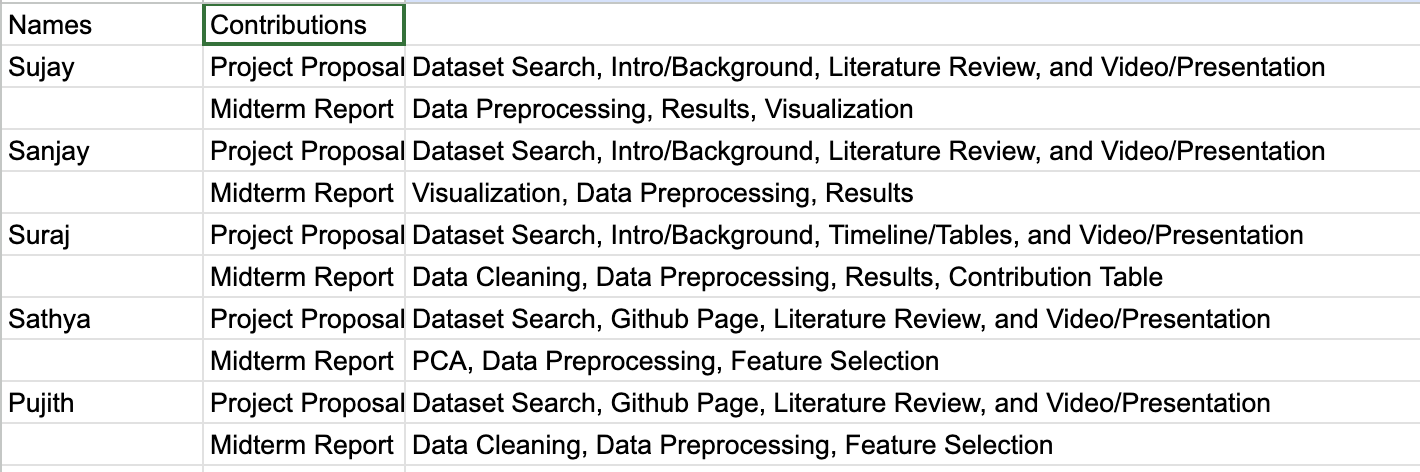 Names Contributions
Sujay Project Proposal Dataset Search, Intro/Background, Literature Review, and Video/Presentation
Midterm Report Data Preprocessing, Results, Visualization
Sanjay Project Proposal Dataset Search, Intro/Background, Literature Review, and Video/Presentation
Midterm Report Visualization, Data Preprocessing, Results
Suraj Project Proposal Dataset Search, Intro/Background, Timeline/Tables, and Video/Presentation
Midterm Report Data Cleaning, Data Preprocessing, Results, Contribution Table
Sathya Project Proposal Dataset Search, Github Page, Literature Review, and Video/Presentation
Midterm Report PCA, Data Preprocessing, Feature Selection
Pujith Project Proposal Dataset Search, Github Page, Literature Review, and Video/Presentation
Midterm Report Data Cleaning, Data Preprocessing, Feature Selection